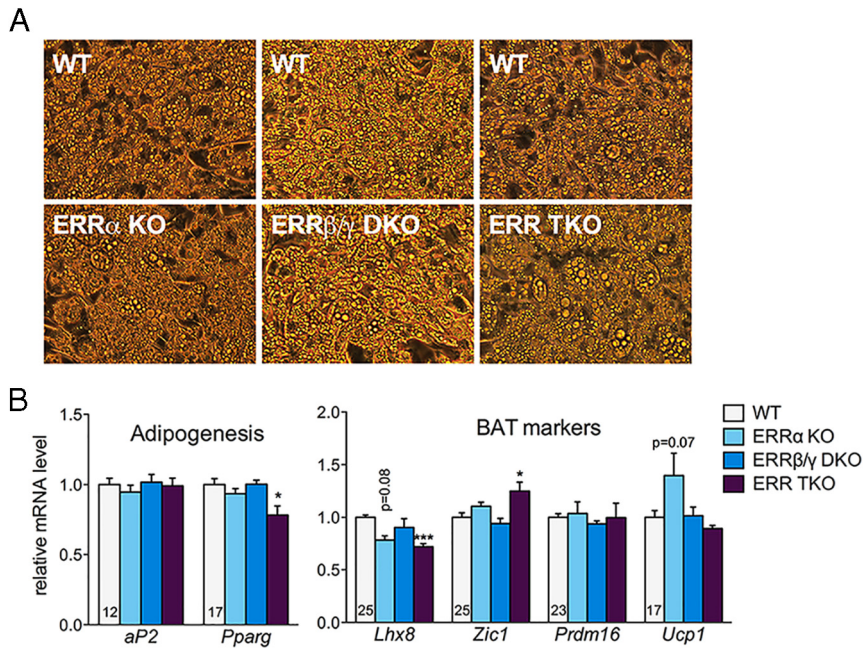 A
WT WT WT
ERRα KO ERRβ/γ DKO ERR TKO
B
Adipogenesis
relative mRNA level
1.5
1.0
0.5
0.0
*
12 17
aP2 Pparg
BAT markers
2.0
1.5
1.0
0.5
0.0
p=0.08
***
*
p=0.07
25 25 23 17
Lhx8 Zic1 Prdm16 Ucp1
WT
ERRα KO
ERRβ/γ DKO
ERR TKO